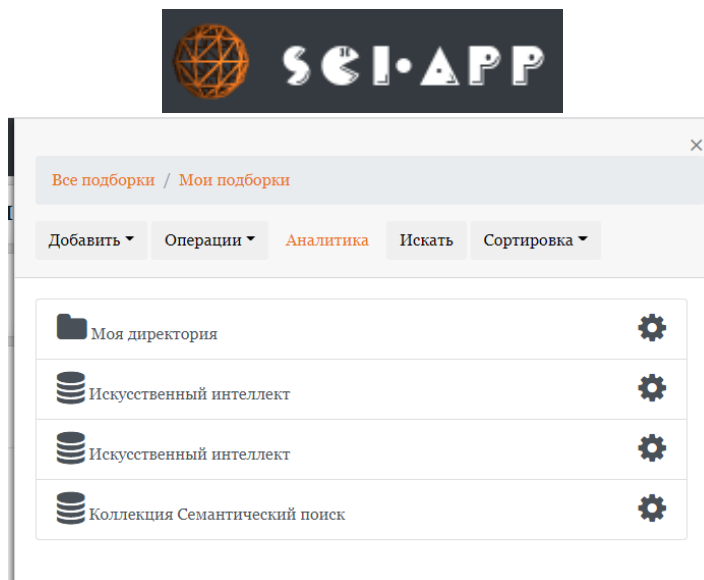 SCI·APP
×
Все подборки / Мои подборки
Добавить Операции Аналитика Искать Сортировка
Моя директория
Искусственный интеллект
Искусственный интеллект
Коллекция Семантический поиск